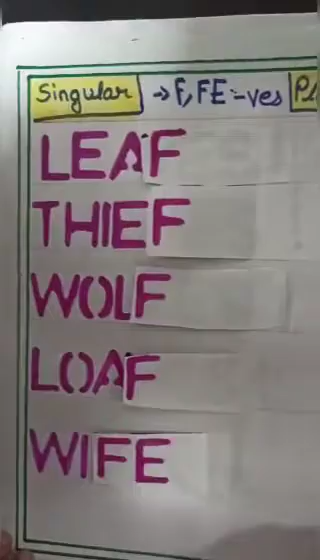 Singular → F, FE -ves
LEAF
THIEF
WOLF
LOAF
WIFE